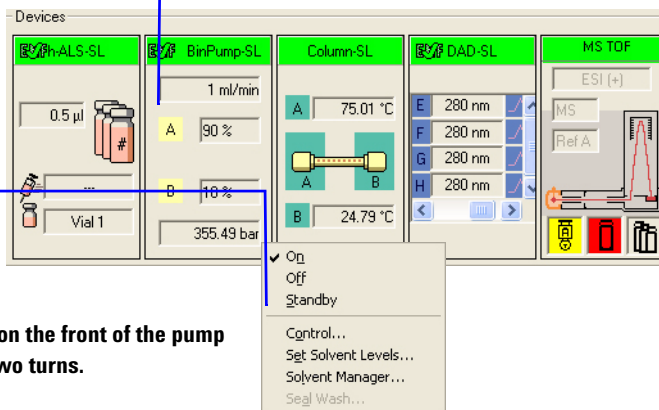 Devices
h-ALS-SL
0.5 µl
#
---
Vial 1
BinPump-SL
1 ml/min
A 90 %
B 10 %
355.49 bar
Column-SL
A 75.01 °C
A B
B 24.79 °C
DAD-SL
E 280 nm
F 280 nm
G 280 nm
H 280 nm
MS TOF
ESI (+)
MS
Ref A
On
Off
Standby
Control...
Set Solvent Levels...
Solvent Manager...
Seal Wash...
on the front of the pump
wo turns.